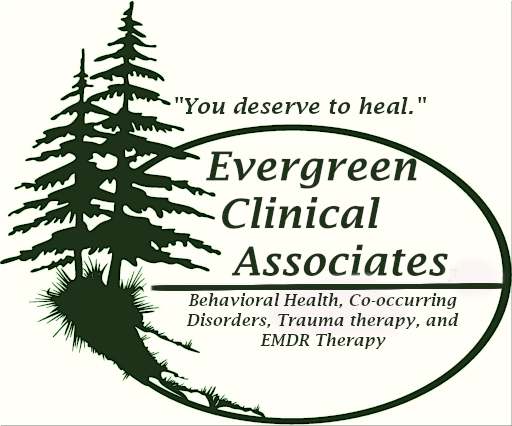 "You deserve to heal."
Evergreen
Clinical
Associates
Behavioral Health, Co-occurring
Disorders, Trauma therapy, and
EMDR Therapy